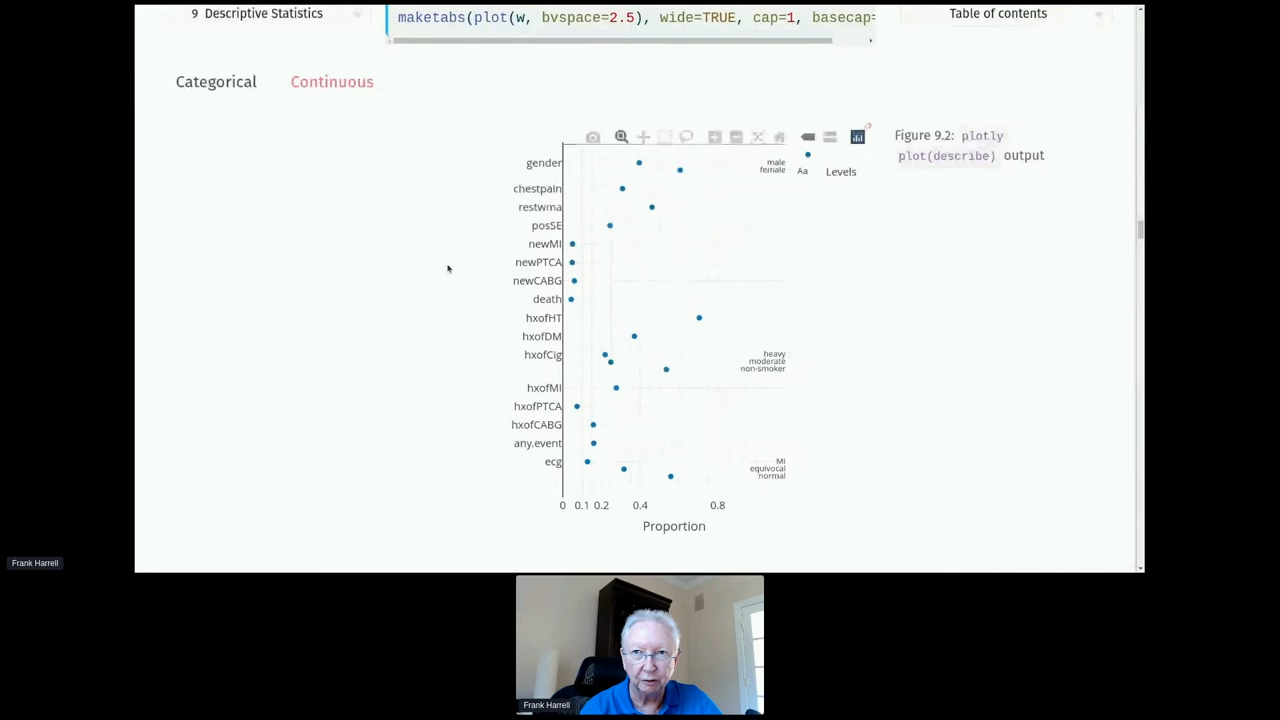 9 Descriptive Statistics
maketabs(plot(w, bvspace=2.5), wide=TRUE, cap=1, basecap=
Table of contents
Categorical
Continuous
Figure 9.2: plotly
plot(describe) output
gender
male
female
Aa
Levels
chestpain
restwma
posSE
newMI
newPTCA
newCABG
death
hxofHT
hxofDM
hxofCig
heavy
moderate
non-smoker
hxofMI
hxofPTCA
hxofCABG
any.event
ecg
MI
equivocal
normal
0 0.1 0.2 0.4 0.8
Proportion
Frank Harrell
Frank Harrell